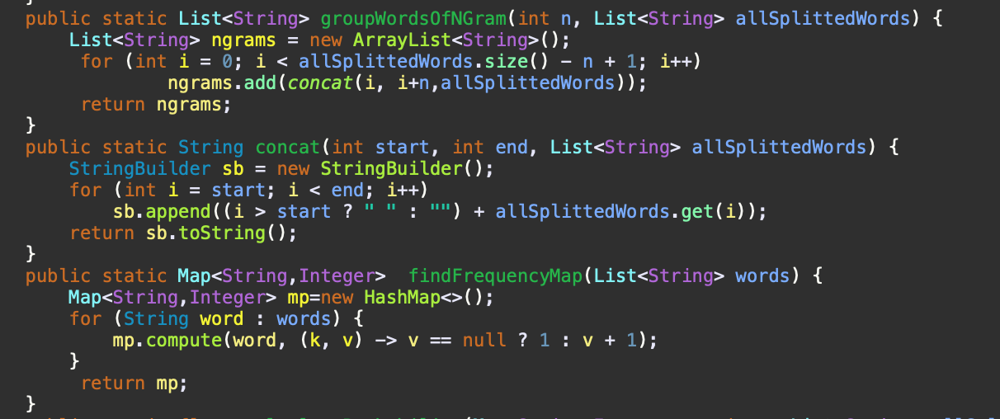 public static List<String> groupWordsOfNGram(int n, List<String> allSplittedWords) {
    List<String> ngrams = new ArrayList<String>();
     for (int i = 0; i < allSplittedWords.size() - n + 1; i++)
             ngrams.add(concat(i, i+n,allSplittedWords));
     return ngrams;
}
public static String concat(int start, int end, List<String> allSplittedWords) {
    StringBuilder sb = new StringBuilder();
    for (int i = start; i < end; i++)
        sb.append((i > start ? " " : "") + allSplittedWords.get(i));
    return sb.toString();
}
public static Map<String,Integer>  findFrequencyMap(List<String> words) {
    Map<String,Integer> mp=new HashMap<>();
    for (String word : words) {
        mp.compute(word, (k, v) -> v == null ? 1 : v + 1);
    }
     return mp;
}